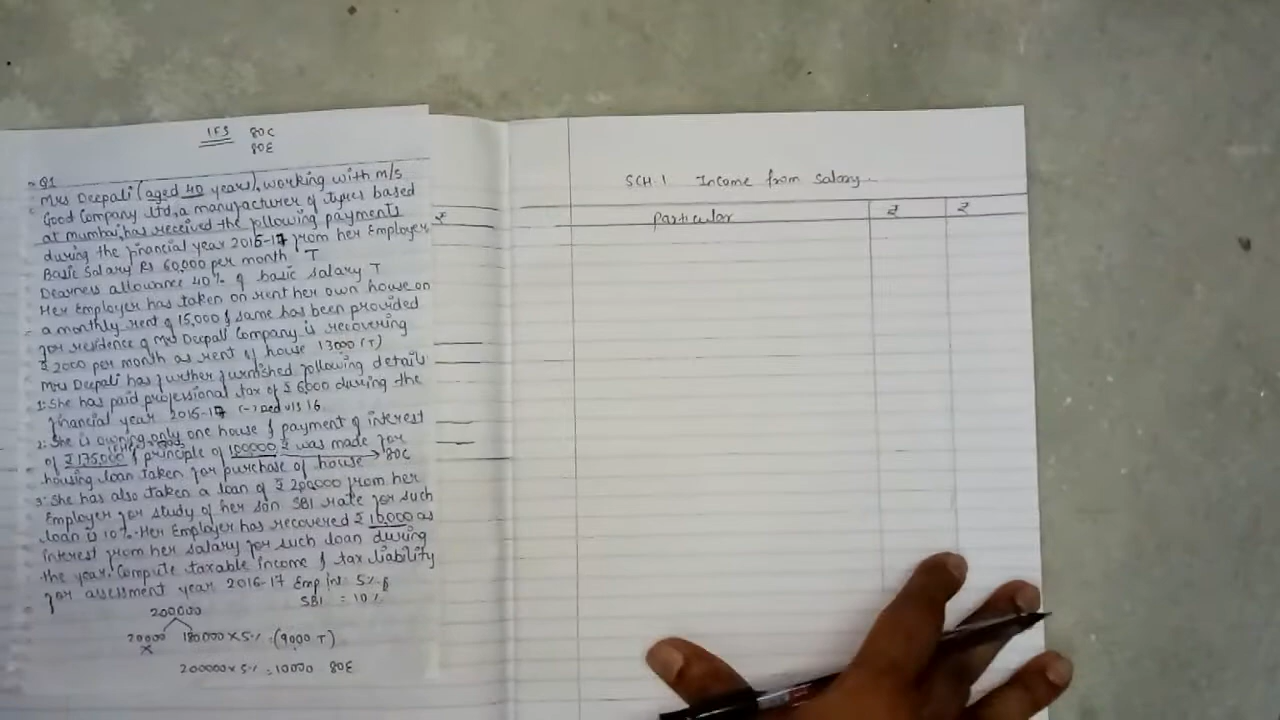 IFS 80C
80E
Q1
Mrs Deepali (aged 40 years), working with m/s
Good Company Ltd, a manufacturer of Tyres based
at mumbai, has received the following payments
during the financial year 2016-17 from her Employer
Basic Salary Rs 60,000 per month T
Dearness allowance 40% of basic salary T
Her Employer has taken on rent her own house on
a monthly rent of 15,000 & same has been provided
for residence of Mrs Deepali Company is recovering
₹ 2000 per month as rent of house 13000 (T)
Mrs Deepali has further furnished following details
1. She has paid professional tax of ₹ 6,000 during the
financial year 2016-17 (-) Ded u/s 16
2. She is owning only one house & payment of interest
of ₹ 175,000 & principle of 100000 ₹ was made for
housing loan taken for purchase of house 80C
3. She has also taken a loan of ₹ 200000 from her
Employer for study of her son SBI rate for such
loan is 10%. Her Employer has recovered ₹ 10,000 as
interest from her salary for such loan during
the year. Compute taxable income & tax liability
for assessment year 2016-17 Emp int 5%
SBI = 10%
200000
20000 180000 x 5% = (9000 T)
x
200000 x 5% = 10000 80E
₹
SCH.1 Income from Salary
Particular ₹ ₹